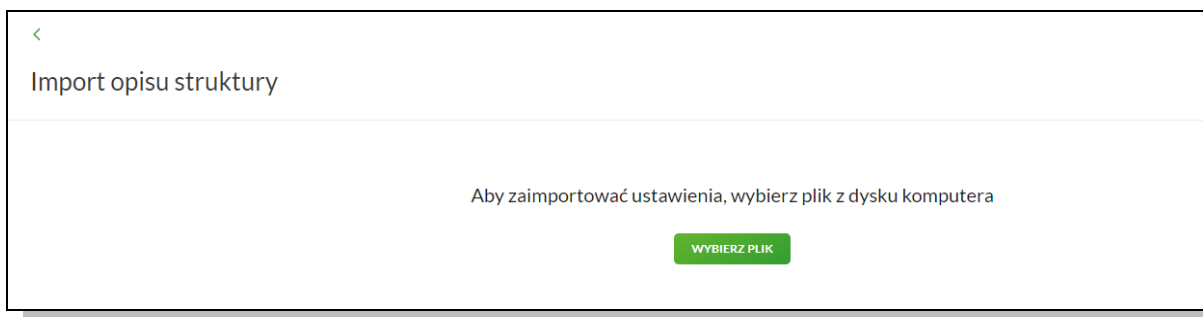 Import opisu struktury
Aby zaimportować ustawienia, wybierz plik z dysku komputera
WYBIERZ PLIK